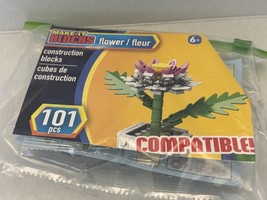 MAKE-IT
BLOCKS
flower / fleur
6+
construction
blocks
cubes de
construction
101
pcs
COMPATIBLE!